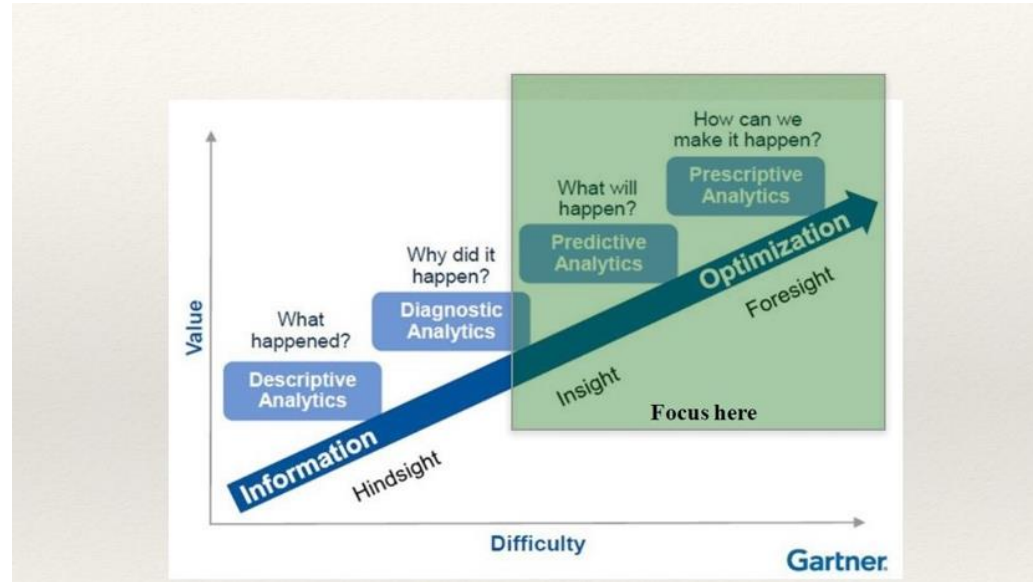 How can we
make it happen?
Prescriptive
Analytics
What will
happen?
Predictive
Analytics
Why did it
happen?
Diagnostic
Analytics
What
happened?
Descriptive
Analytics
Value
Information
Optimization
Hindsight
Insight
Foresight
Focus here
Difficulty
Gartner.